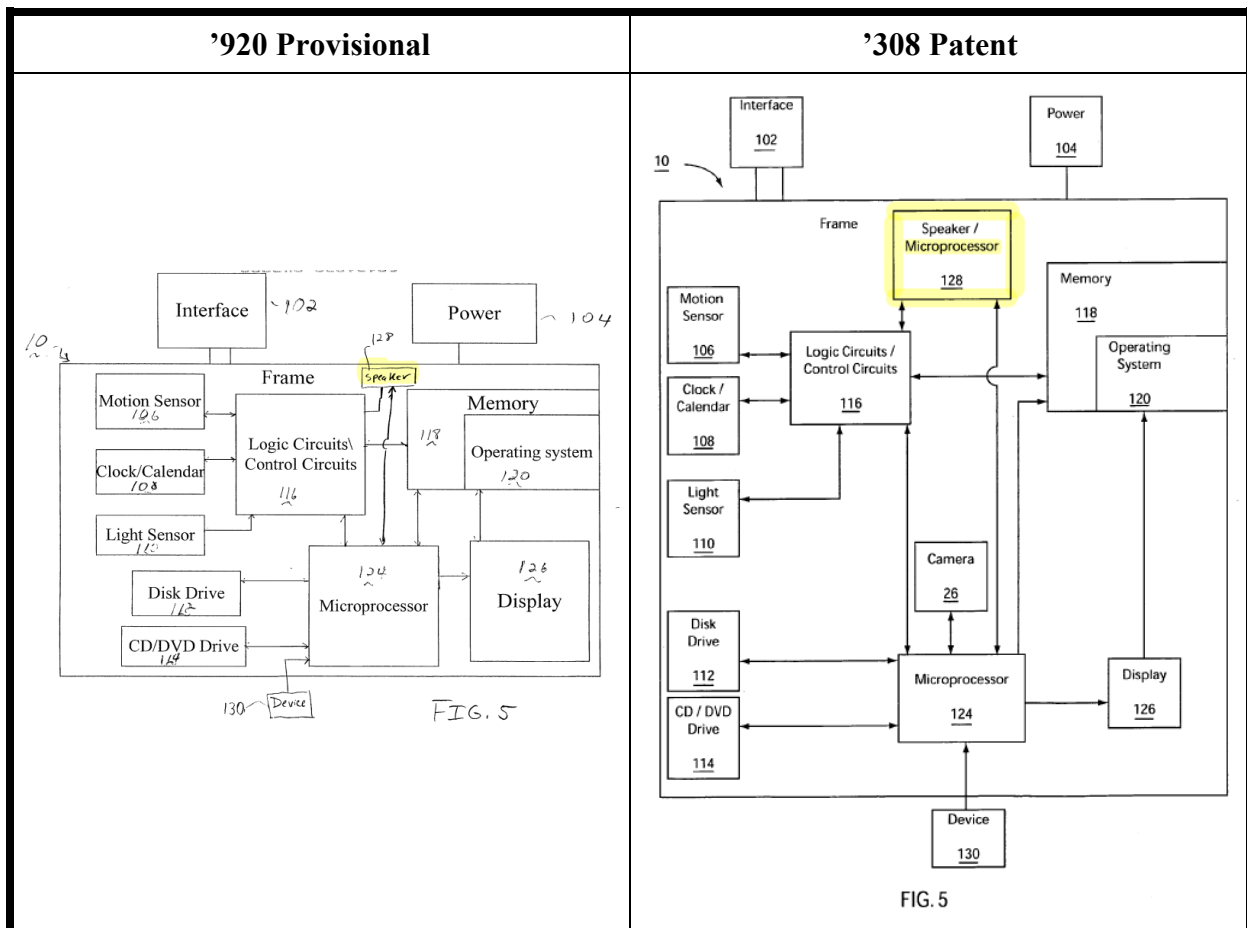 ’920 Provisional
’308 Patent
Interface
102
Power
104
10
Frame
128
Speaker
Motion Sensor
106
Clock/Calendar
108
Light Sensor
110
Logic Circuits\
Control Circuits
116
Memory
118
Operating system
120
Disk Drive
112
CD/DVD Drive
114
124
Microprocessor
126
Display
130
Device
FIG. 5
Interface
102
Power
104
10
Frame
Speaker /
Microprocessor
128
Motion
Sensor
106
Clock /
Calendar
108
Light
Sensor
110
Logic Circuits /
Control Circuits
116
Memory
118
Operating
System
120
Camera
26
Disk
Drive
112
CD / DVD
Drive
114
Microprocessor
124
Display
126
Device
130
FIG. 5